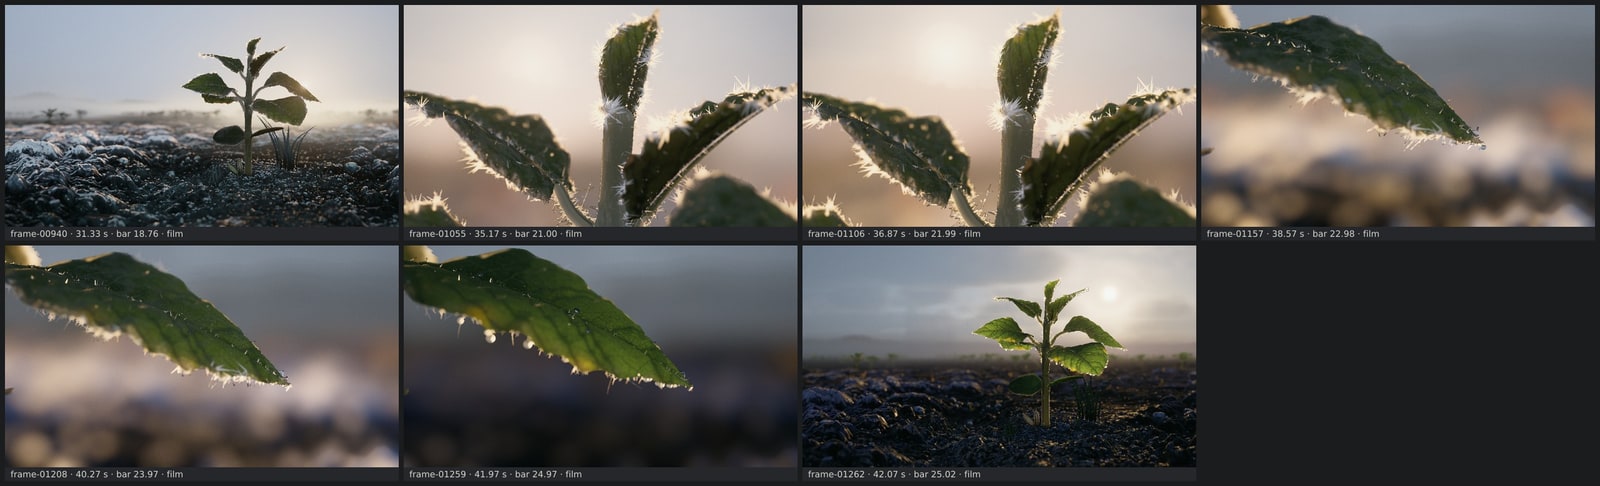 frame-00940 · 31.33 s · bar 18.76 · film
frame-01055 · 35.17 s · bar 21.00 · film
frame-01106 · 36.87 s · bar 21.99 · film
frame-01157 · 38.57 s · bar 22.98 · film
frame-01208 · 40.27 s · bar 23.97 · film
frame-01259 · 41.97 s · bar 24.97 · film
frame-01262 · 42.07 s · bar 25.02 · film